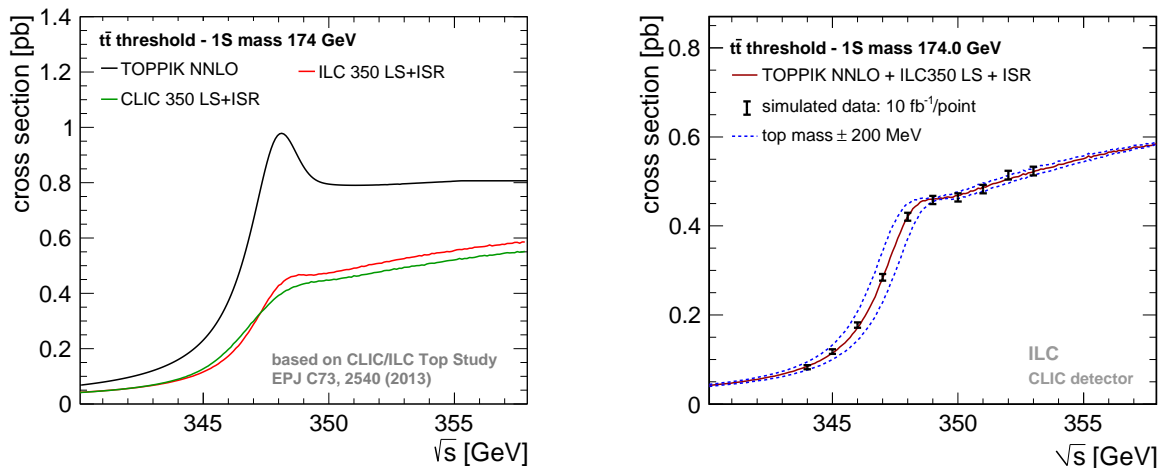 cross section [pb]
1.4
1.2
1
0.8
0.6
0.4
0.2
0
tt̄ threshold - 1S mass 174 GeV
TOPPIK NNLO
ILC 350 LS+ISR
CLIC 350 LS+ISR
based on CLIC/ILC Top Study
EPJ C73, 2540 (2013)
345
350
355
√s [GeV]
cross section [pb]
0.8
0.6
0.4
0.2
0
tt̄ threshold - 1S mass 174.0 GeV
TOPPIK NNLO + ILC350 LS + ISR
simulated data: 10 fb⁻¹/point
top mass ± 200 MeV
ILC
CLIC detector
345
350
355
√s [GeV]